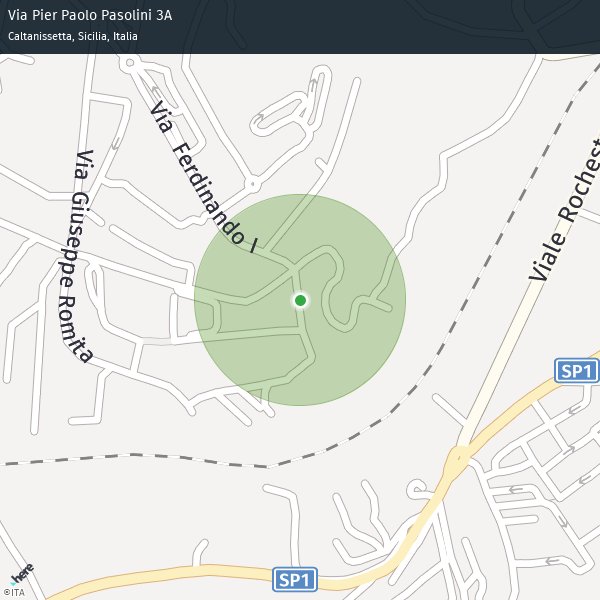 Via Pier Paolo Pasolini 3A
Caltanissetta, Sicilia, Italia
Via Ferdinando I
Via Giuseppe Romita
Viale Rochest
SP1
SP1
here
©ITA